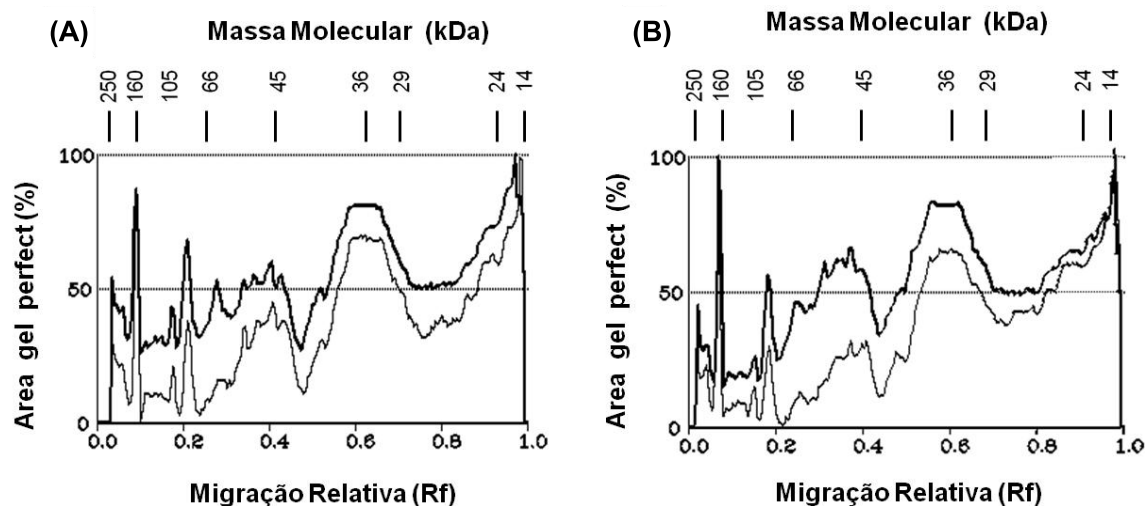 (A) Massa Molecular (kDa)
250 160 105 66 45 36 29 24 14
Area gel perfect (%)
100
50
0
0.0 0.2 0.4 0.6 0.8 1.0
Migração Relativa (Rf)
(B) Massa Molecular (kDa)
250 160 105 66 45 36 29 24 14
Area gel perfect (%)
100
50
0
0.0 0.2 0.4 0.6 0.8 1.0
Migração Relativa (Rf)